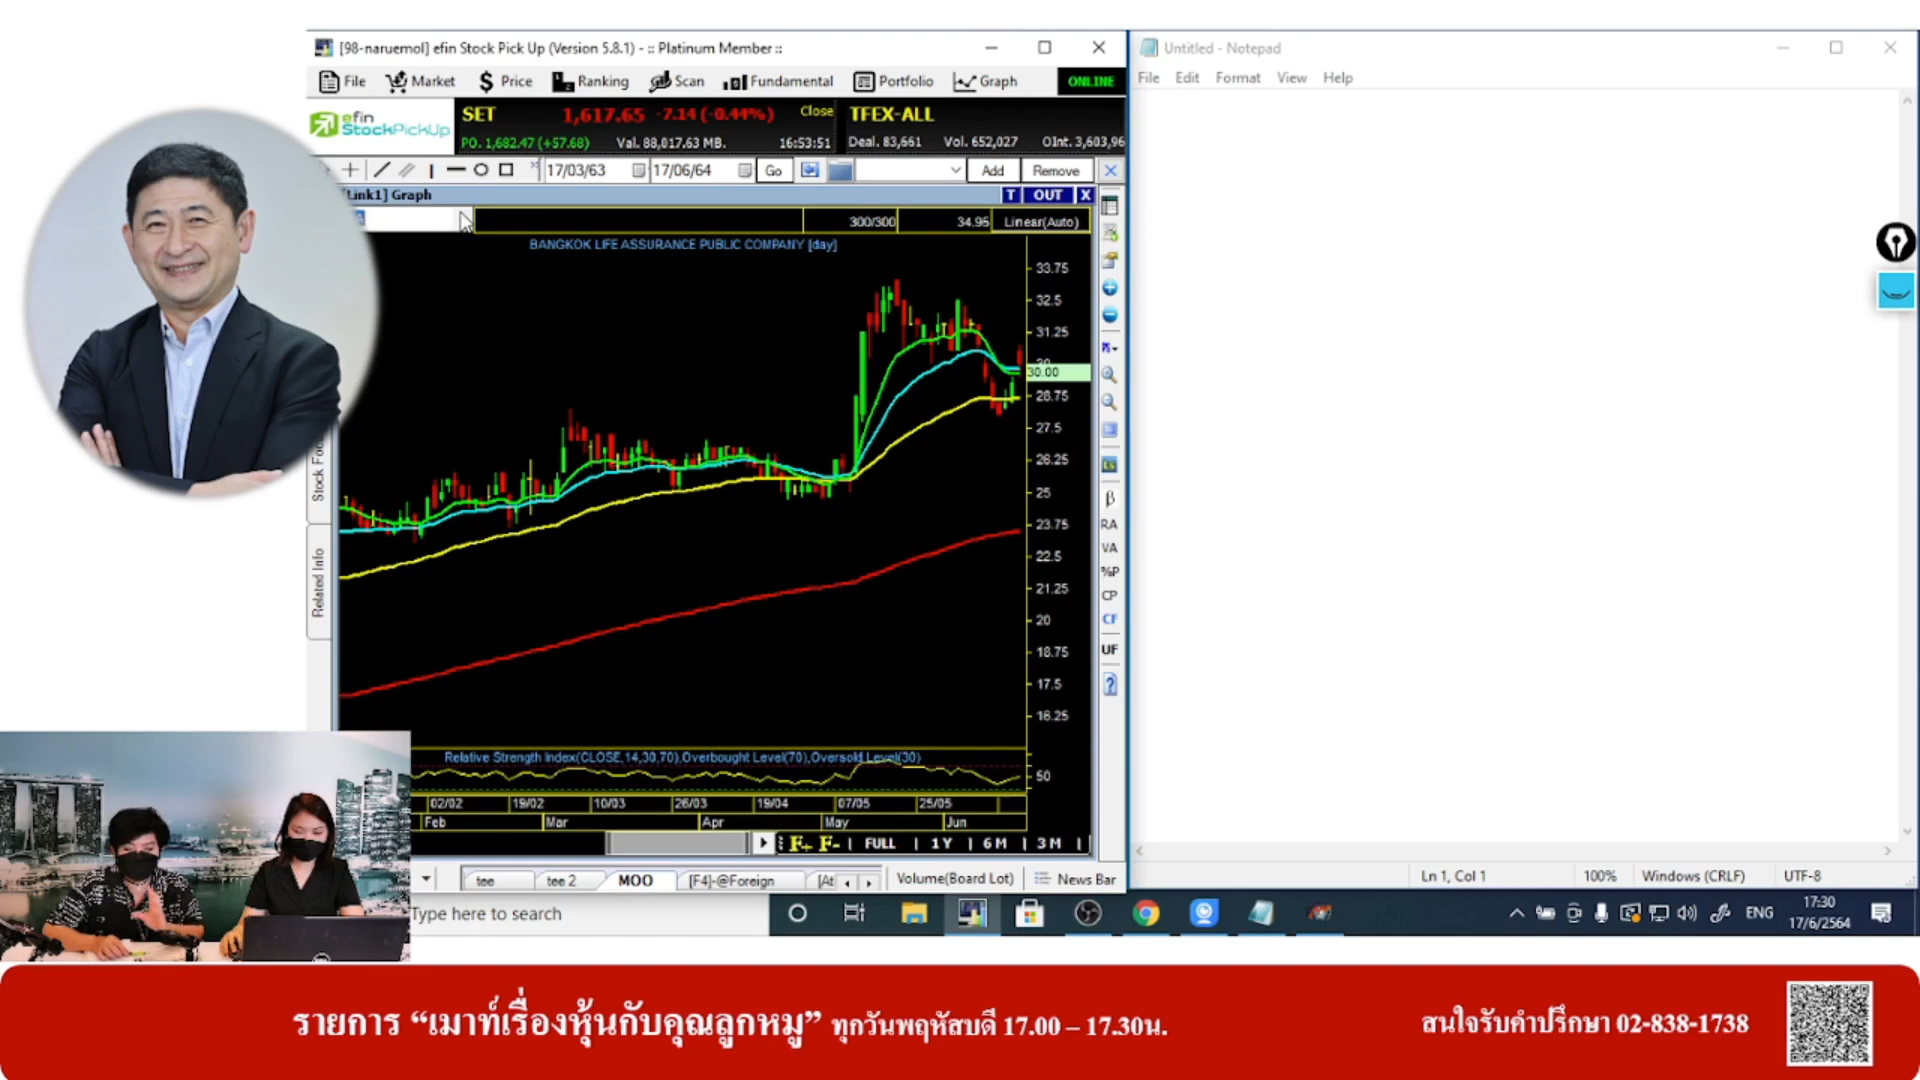 [98-naruemol] efin Stock Pick Up (Version 5.8.1) - :: Platinum Member ::
File Market Price Ranking Scan Fundamental Portfolio Graph ONLINE
efin StockPickUp
SET 1,617.65 -7.14 (-0.44%) Close TFEX-ALL
PO. 1,682.47 (+57.68) Val. 88,017.63 MB. 16:53:51 Deal. 83,661 Vol. 652,027 OInt. 3,603,96
17/03/63 17/06/64 Go Add Remove
Link1] Graph T OUT X
300/300 34.95 Linear(Auto)
BANGKOK LIFE ASSURANCE PUBLIC COMPANY [day]
33.75
32.5
31.25
30.00
28.75
27.5
26.25
25
23.75
22.5
21.25
20
18.75
17.5
16.25
β
RA
VA
%P
CP
CF
UF
?
Related Info
Relative Strength Index(CLOSE,14,30,70),Overbought Level(70),Oversold Level(30)
50
02/02 19/02 10/03 26/03 19/04 07/05 25/05
Feb Mar Apr May Jun
F+ F- | FULL | 1Y | 6M | 3M |
tee tee 2 MOO [F4]-@Foreign [At Volume(Board Lot) News Bar
Untitled - Notepad
File Edit Format View Help
Ln 1, Col 1 100% Windows (CRLF) UTF-8
Type here to search
ENG 17:30
17/6/2564
รายการ “เมาท์เรื่องหุ้นกับคุณลูกหมู” ทุกวันพฤหัสบดี 17.00 – 17.30น.
สนใจรับคำปรึกษา 02-838-1738